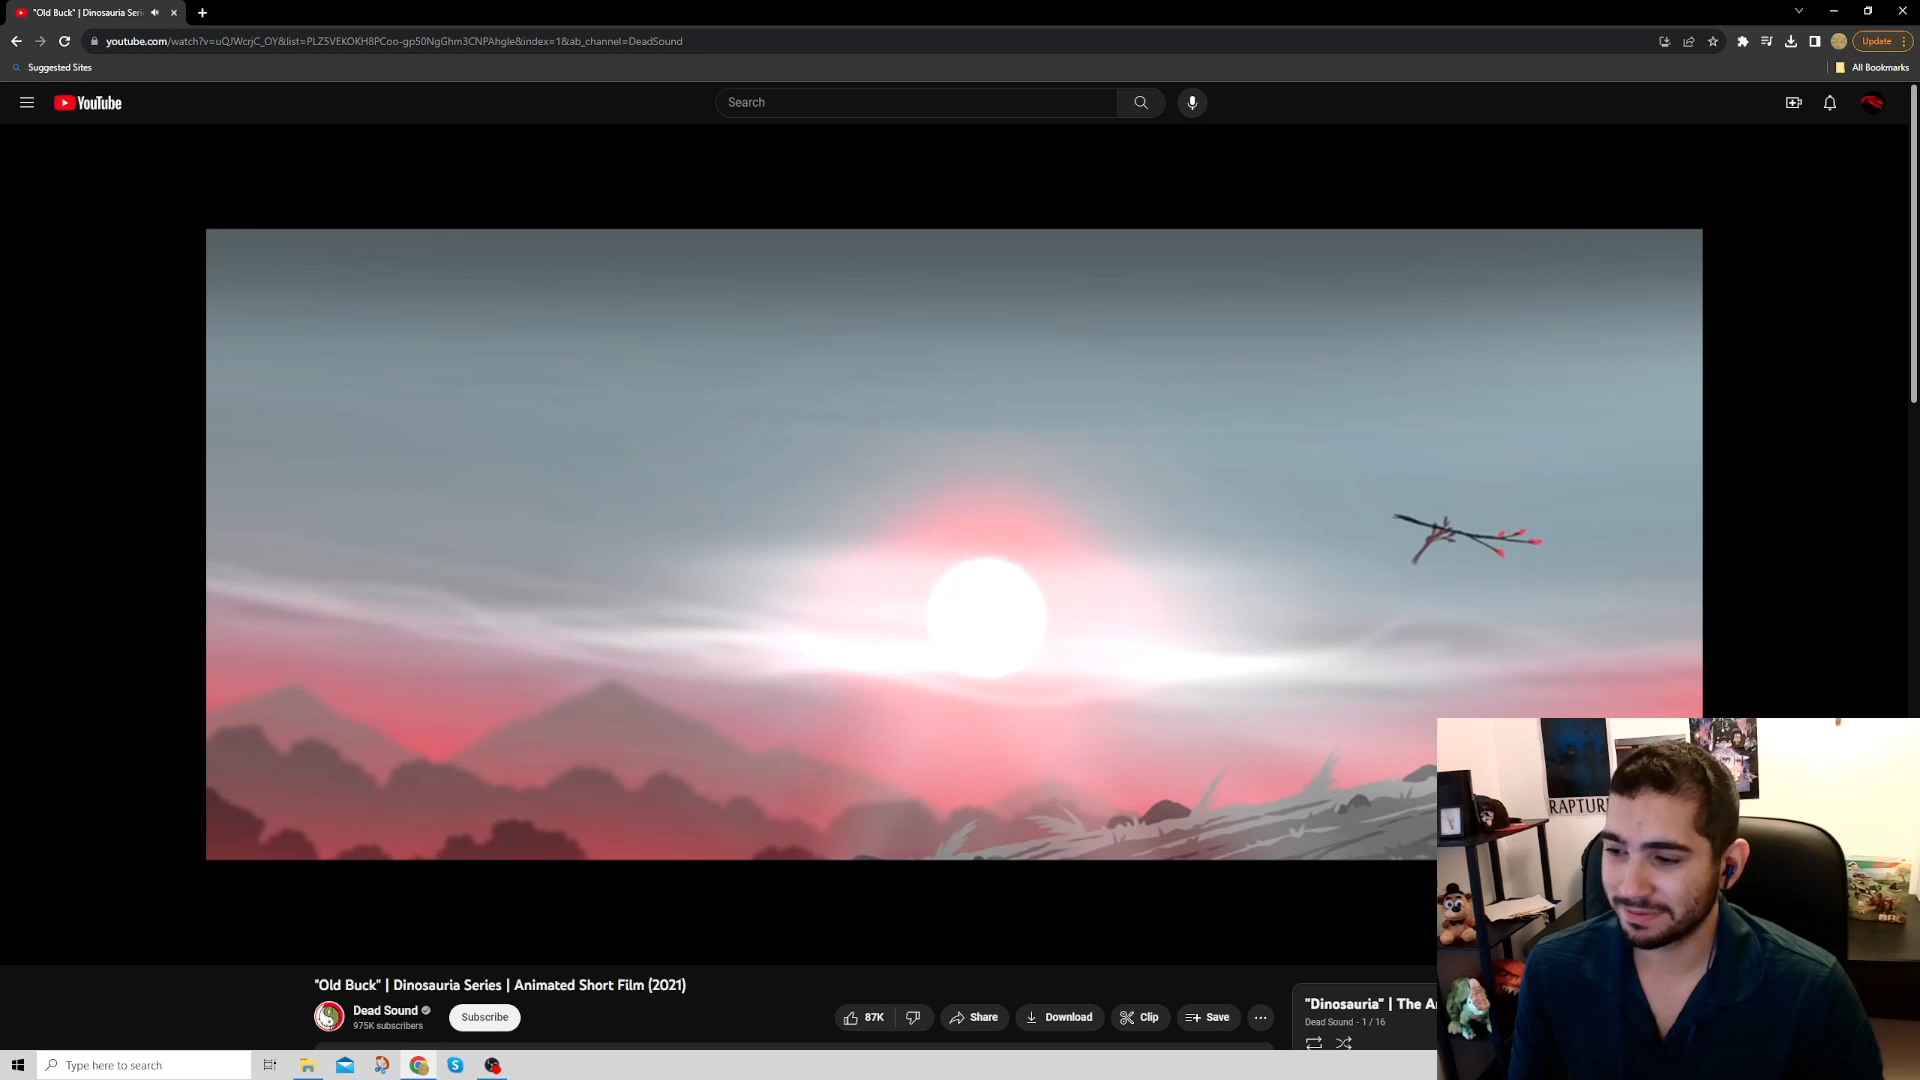 "Old Buck" | Dinosauria Seri
youtube.com/watch?v=uQJWcrjC_OY&list=PLZ5VEKOKH8PCoo-gp50NgGhm3CNPAhgle&index=1&ab_channel=DeadSound
Update
Suggested Sites
All Bookmarks
YouTube
Search
RAPTUR
"Old Buck" | Dinosauria Series | Animated Short Film (2021)
Dead Sound
975K subscribers
Subscribe
87K
Share
Download
Clip
Save
"Dinosauria" | The A
Dead Sound - 1 / 16
Type here to search